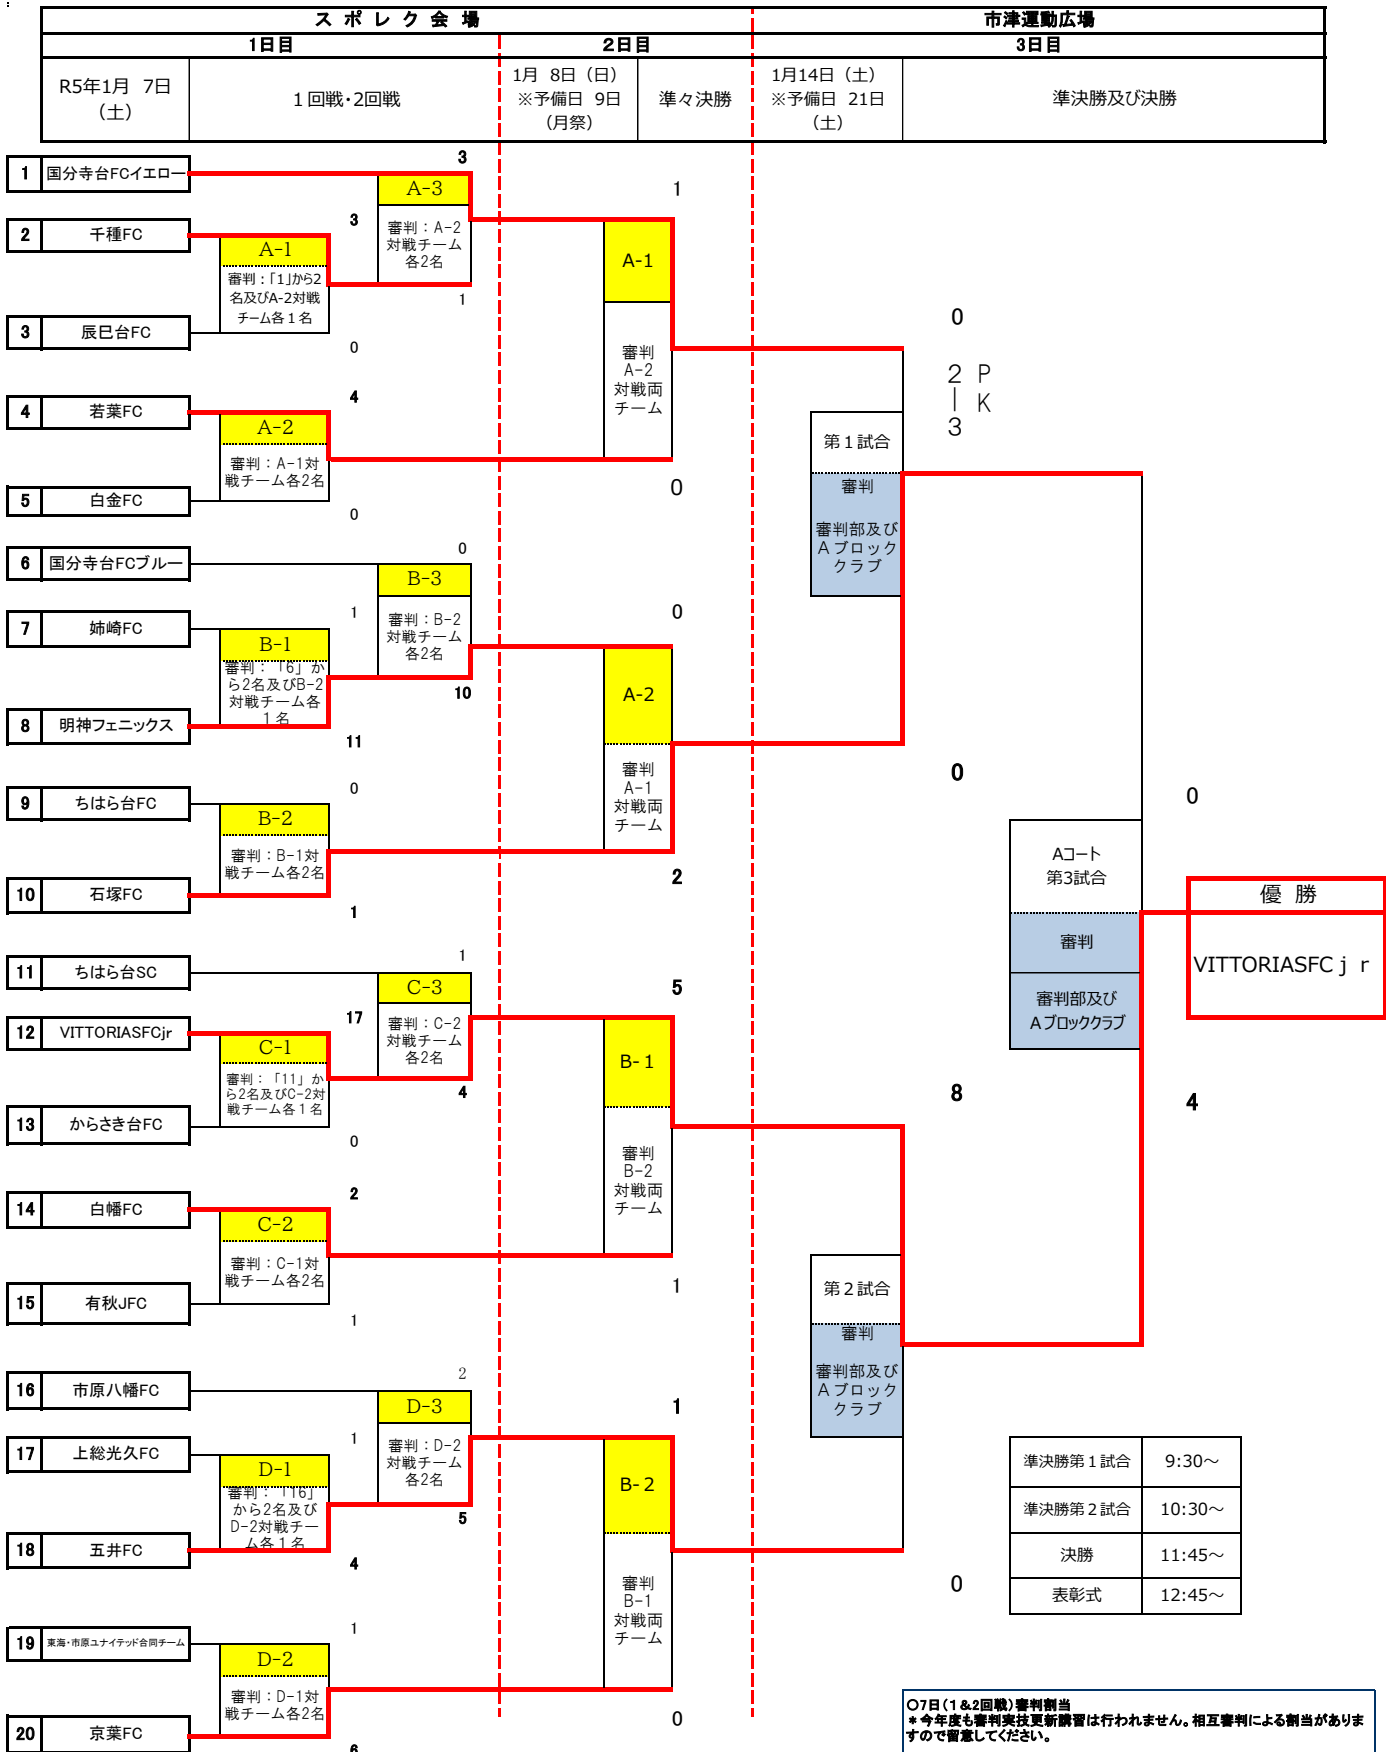 スポレク会場
市津運動広場
1日目
2日目
3日目
R5年1月 7日
（土）
１回戦・2回戦
1月 8日（日）
※予備日 9日
（月祭）
準々決勝
1月14日（土）
※予備日 21日
（土）
準決勝及び決勝
3
1 国分寺台FCイエロー
A-3
1
審判：A-2
対戦チーム
各2名
3
2 千種FC
A-1
審判：「1」から2
名及びA-2対戦
チーム各１名
A-1
1
3 辰巳台FC
0
0
審判
A-2
対戦両
チーム
2
|
3
PK
4
4 若葉FC
A-2
審判：A-1対
戦チーム各2名
第１試合
審判
審判部及び
Aブロック
クラブ
5 白金FC
0
0
0
6 国分寺台FCブルー
B-3
審判：B-2
対戦チーム
各2名
1
0
7 姉崎FC
B-1
審判：「6」か
ら2名及びB-2
対戦チーム各
１名
10
A-2
8 明神フェニックス
11
審判
A-1
対戦両
チーム
0
0
9 ちはら台FC
0
B-2
審判：B-1対
戦チーム各2名
Aコート
第3試合
10 石塚FC
2
優勝
1
審判
1
11 ちはら台SC
VITTORIASFCｊｒ
C-3
5
審判部及び
Aブロッククラブ
17
審判：C-2
対戦チーム
各2名
12 VITTORIASFCjr
C-1
審判：「11」か
ら2名及びC-2対
戦チーム各１名
B-1
4
8
4
13 からさき台FC
0
審判
B-2
対戦両
チーム
2
14 白幡FC
C-2
審判：C-1対
戦チーム各2名
1
第２試合
15 有秋JFC
1
審判
審判部及び
Aブロック
クラブ
2
16 市原八幡FC
D-3
1
1
審判：D-2
対戦チーム
各2名
17 上総光久FC
D-1
審判：「16」
から2名及び
D-2対戦チー
ム各１名
B-2
準決勝第１試合 9:30～
5
準決勝第２試合 10:30～
18 五井FC
4
決勝 11:45～
審判
B-1
対戦両
チーム
0
表彰式 12:45～
1
19 東海・市原ユナイテッド合同チーム
D-2
審判：D-1対
戦チーム各2名
0
20 京葉FC
6
〇7日（1＆2回戦）審判割当
＊今年度も審判実技更新講習は行われません。相互審判による割当がありま
すので留意してください。